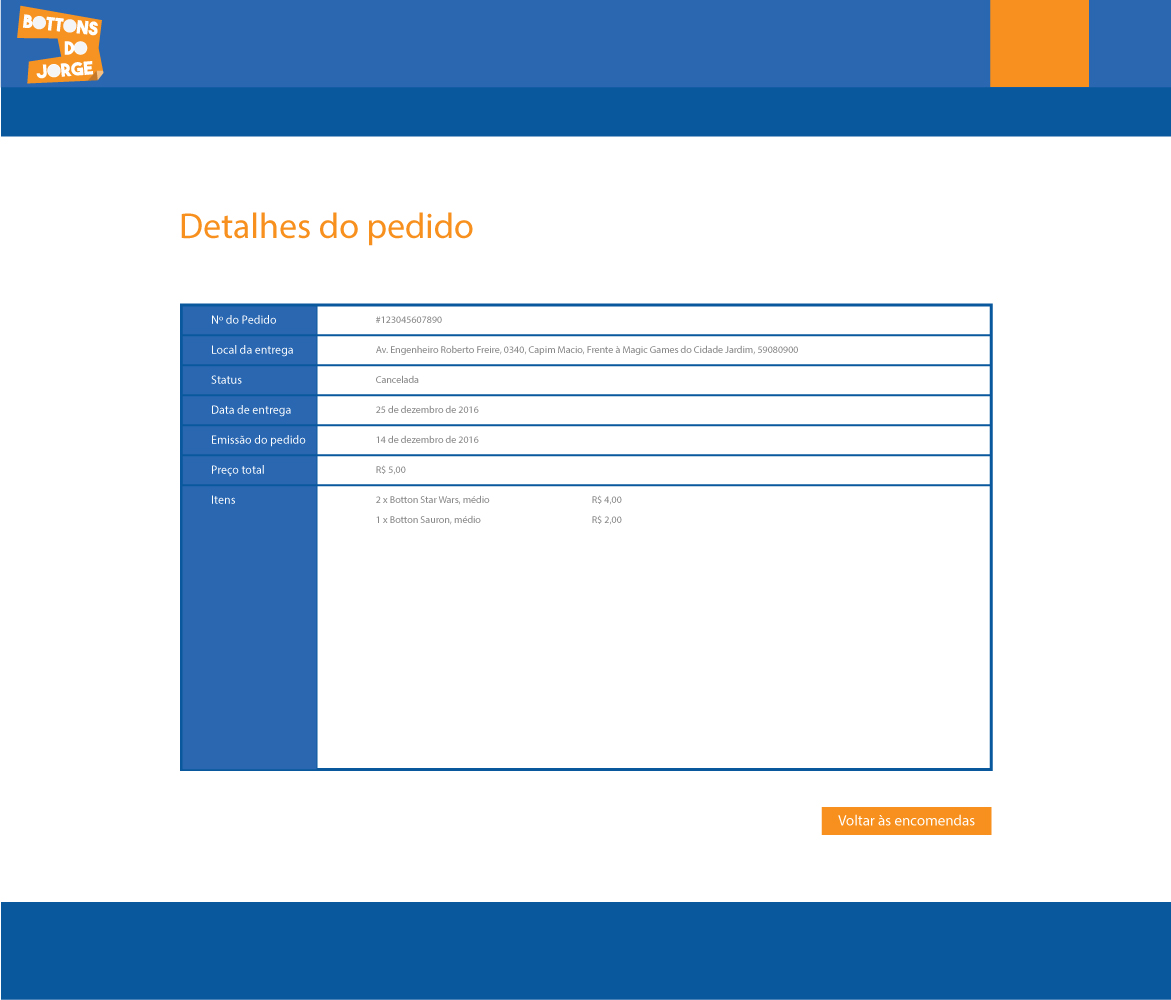 BOTTONS
DO
JORGE
Detalhes do pedido
Nº do Pedido #123045607890
Local da entrega Av. Engenheiro Roberto Freire, 0340, Capim Macio, Frente à Magic Games do Cidade Jardim, 59080900
Status Cancelada
Data de entrega 25 de dezembro de 2016
Emissão do pedido 14 de dezembro de 2016
Preço total R$ 5,00
Itens 2 x Botton Star Wars, médio R$ 4,00
1 x Botton Sauron, médio R$ 2,00
Voltar às encomendas